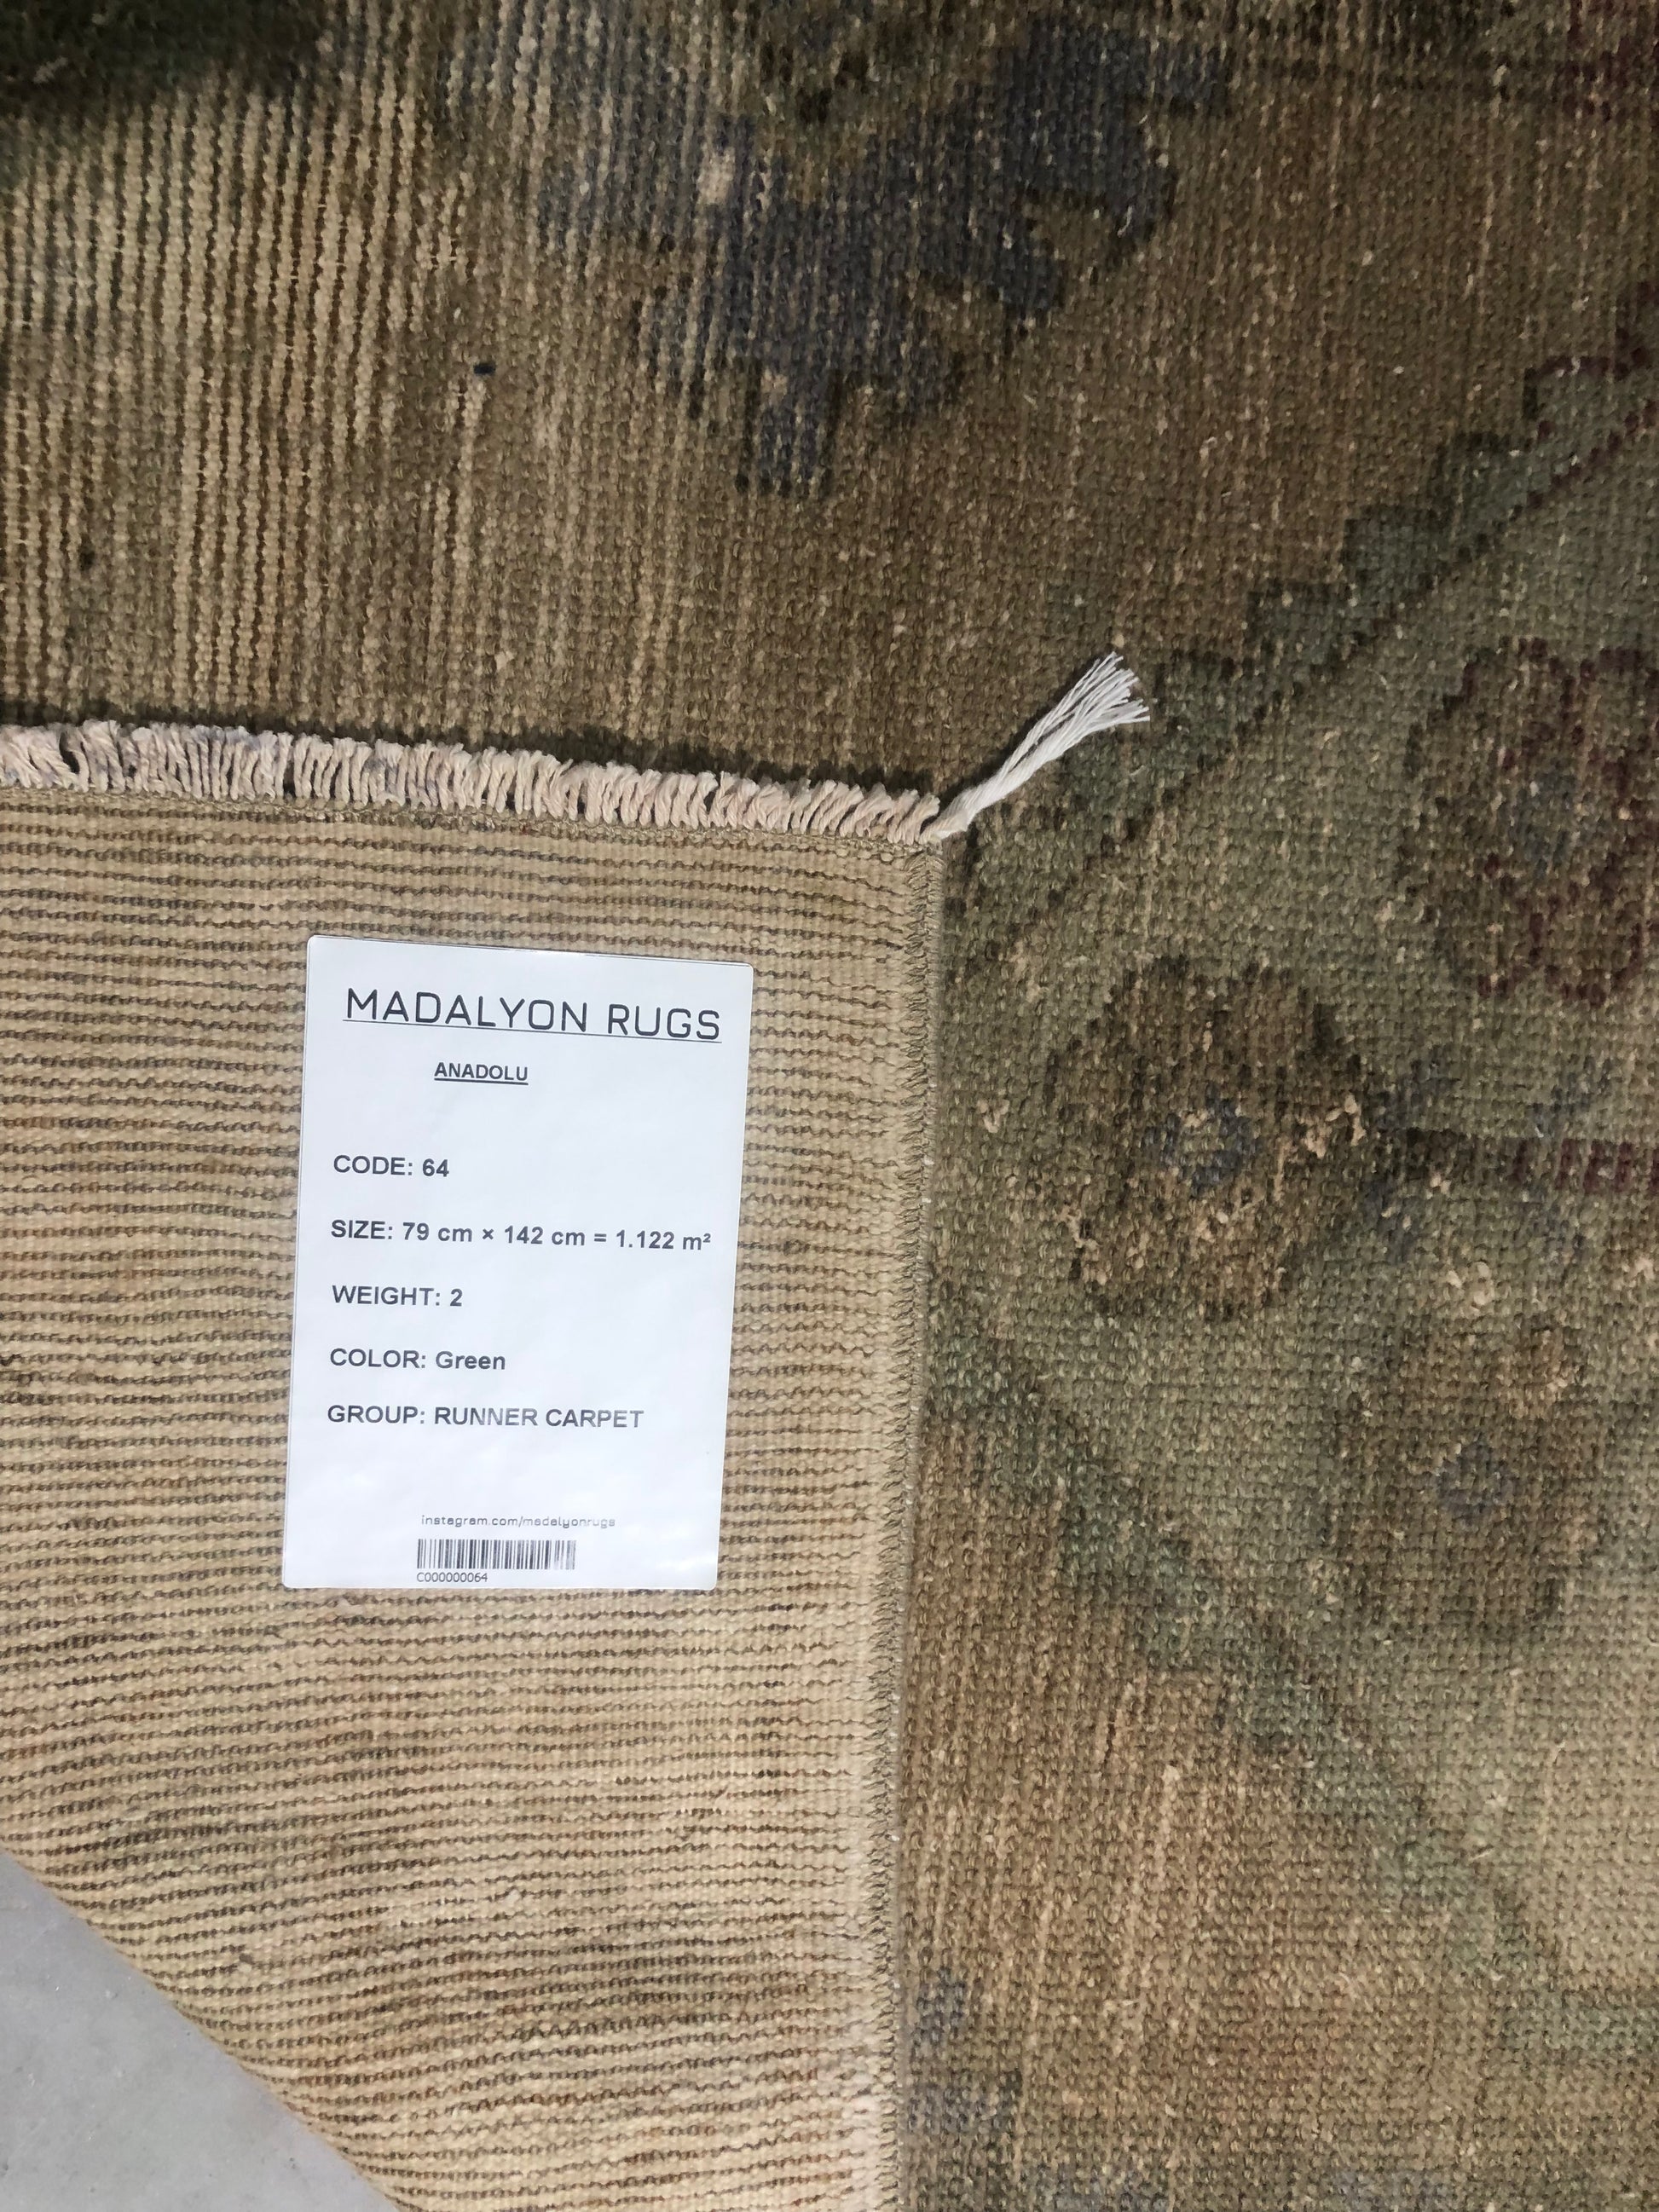 MADALYON RUGS
ANADOLU
CODE: 64
SIZE: 79 cm × 142 cm = 1.122 m²
WEIGHT: 2
COLOR: Green
GROUP: RUNNER CARPET
instagram.com/madalyonrugs
C000000064